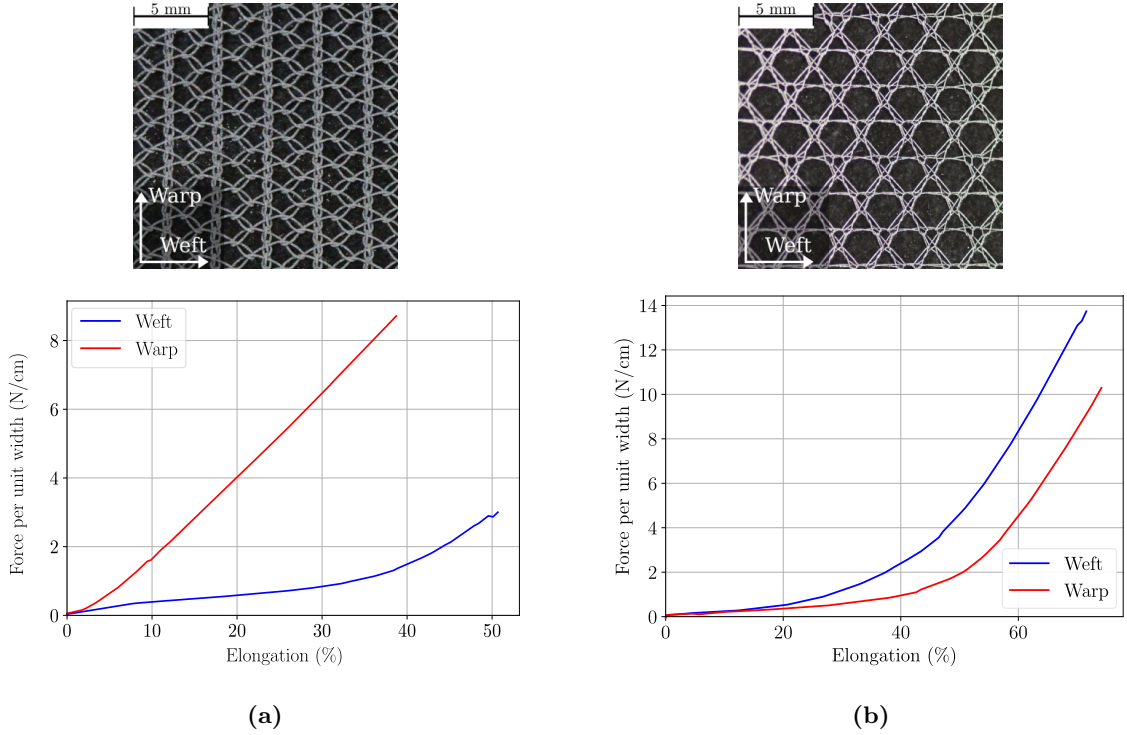 5 mm
Warp
Weft
5 mm
Warp
Weft
Force per unit width (N/cm)
8
6
4
2
0
0 10 20 30 40 50
Elongation (%)
Weft
Warp
(a)
Force per unit width (N/cm)
14
12
10
8
6
4
2
0
0 20 40 60
Elongation (%)
Weft
Warp
(b)